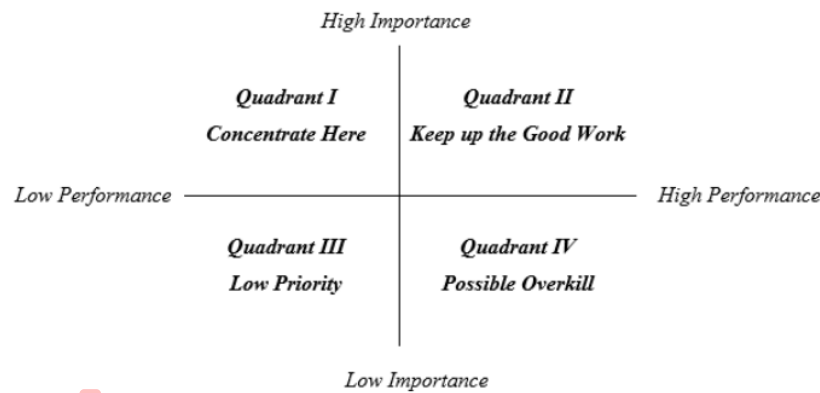 High Importance
Quadrant I
Concentrate Here
Quadrant II
Keep up the Good Work
Low Performance
High Performance
Quadrant III
Low Priority
Quadrant IV
Possible Overkill
Low Importance